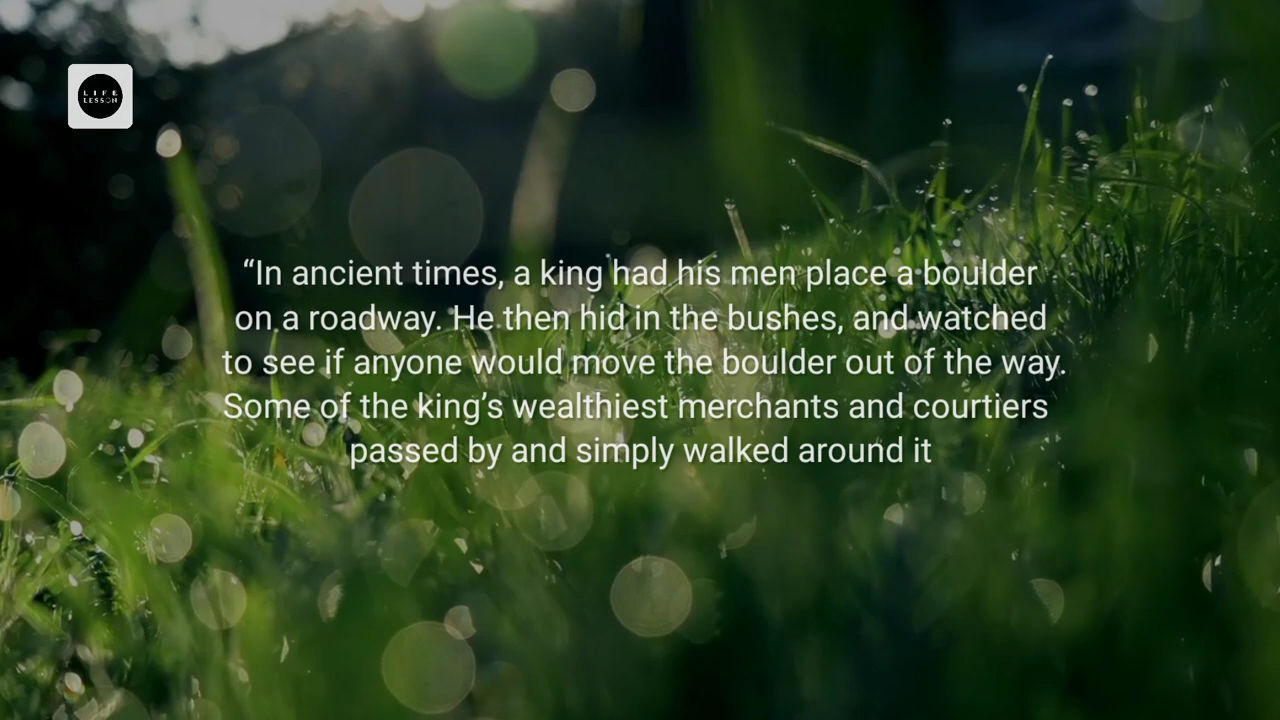 LIFE
LESSON
“In ancient times, a king had his men place a boulder
on a roadway. He then hid in the bushes, and watched
to see if anyone would move the boulder out of the way.
Some of the king’s wealthiest merchants and courtiers
passed by and simply walked around it